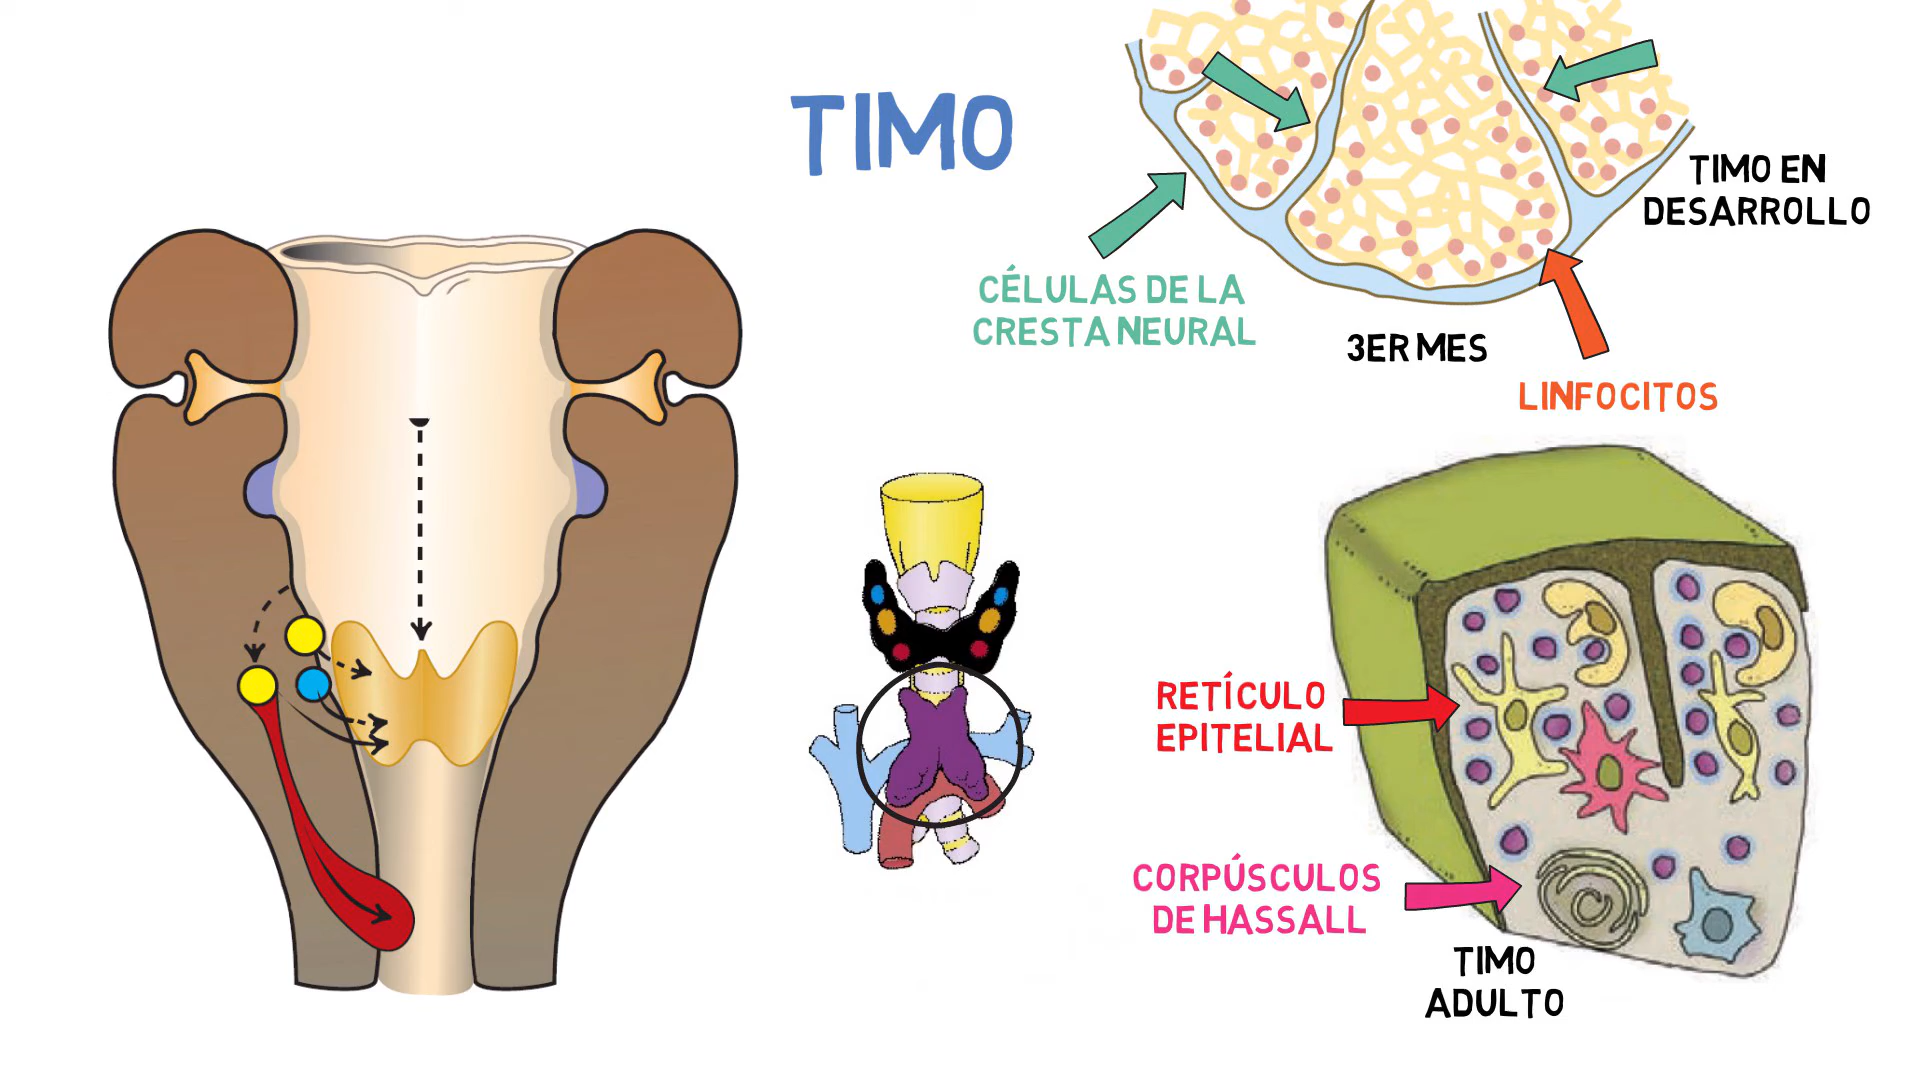 TIMO
TIMO EN
DESARROLLO
CÉLULAS DE LA
CRESTA NEURAL
3ER MES
LINFOCITOS
RETÍCULO
EPITELIAL
CORPÚSCULOS
DE HASSALL
TIMO
ADULTO